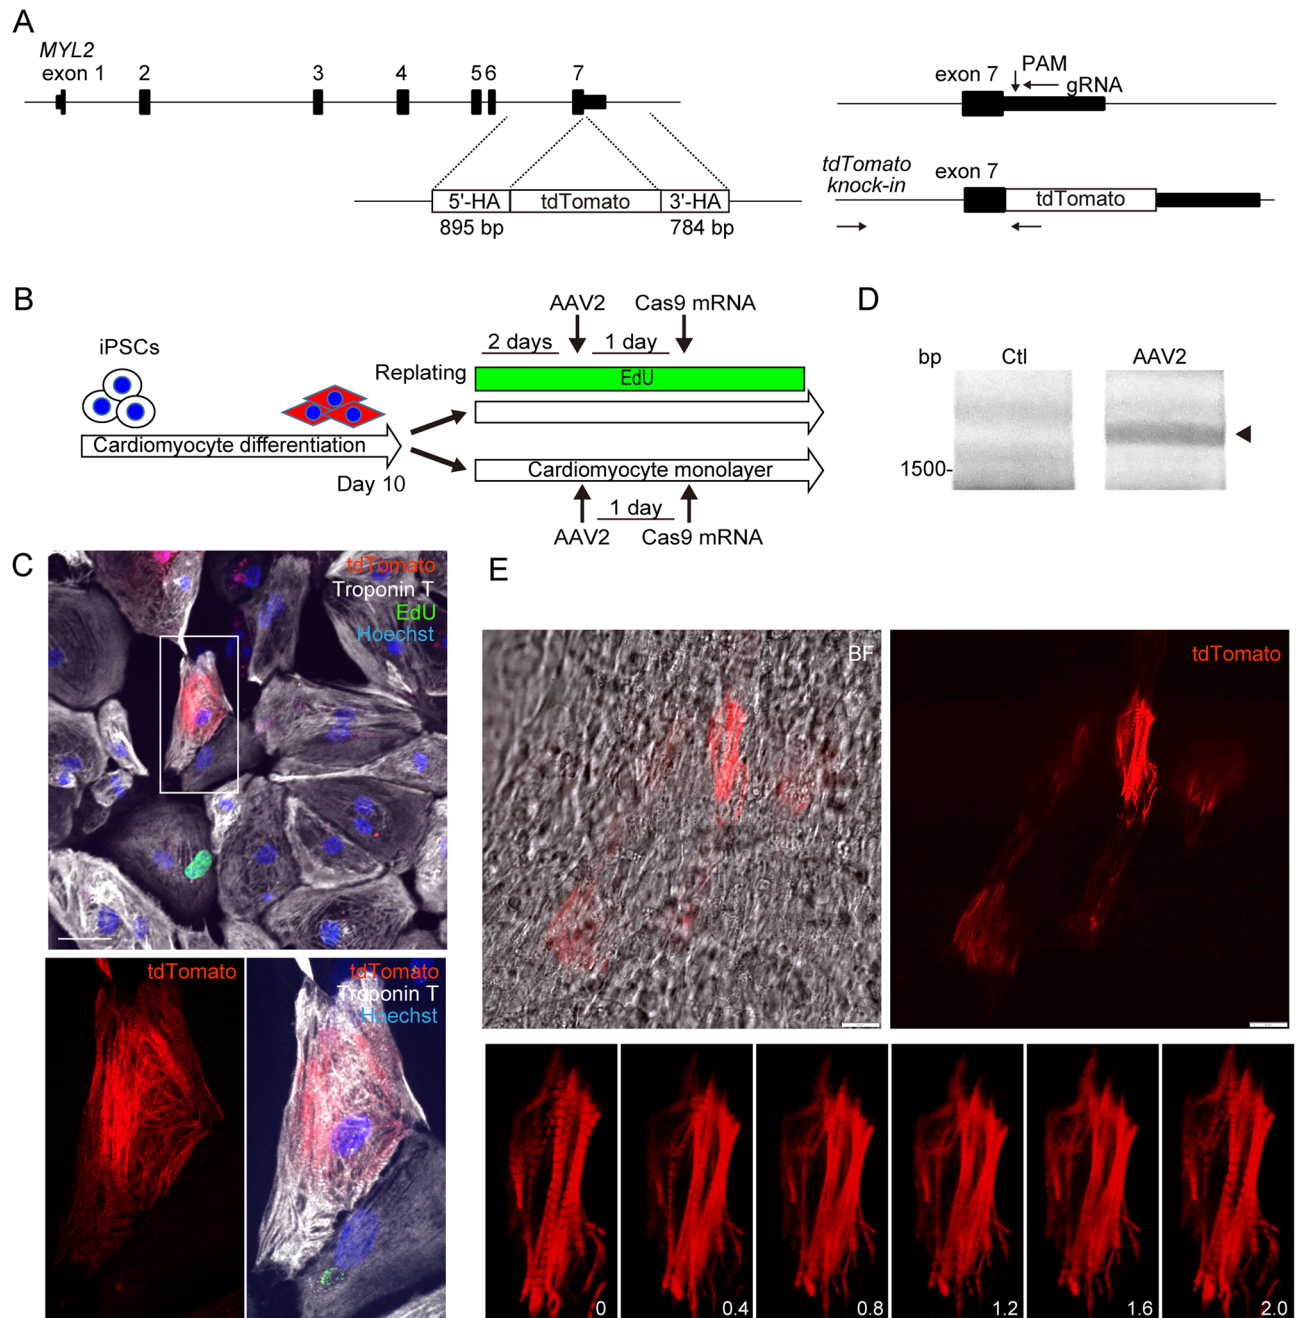 A
MYL2
exon 1 2 3 4 5 6 7
5'-HA tdTomato 3'-HA
895 bp 784 bp
exon 7 PAM
gRNA
tdTomato
knock-in
exon 7
tdTomato
B
iPSCs
Cardiomyocyte differentiation
Day 10
Replating
AAV2 Cas9 mRNA
2 days 1 day
EdU
Cardiomyocyte monolayer
1 day
AAV2 Cas9 mRNA
D
bp Ctl AAV2
1500-
C
tdTomato
Troponin T
EdU
Hoechst
tdTomato
tdTomato
Troponin T
Hoechst
E
BF
tdTomato
0 0.4 0.8 1.2 1.6 2.0